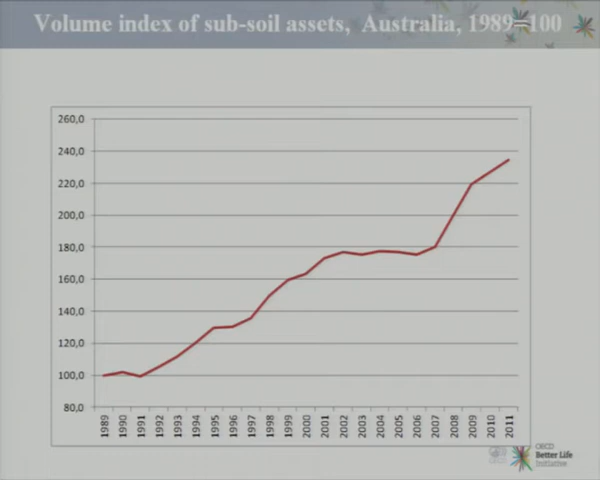 Volume index of sub-soil assets, Australia, 1989=100
260,0
240,0
220,0
200,0
180,0
160,0
140,0
120,0
100,0
80,0
1989 1990 1991 1992 1993 1994 1995 1996 1997 1998 1999 2000 2001 2002 2003 2004 2005 2006 2007 2008 2009 2010 2011
OECD
Better Life
Initiative